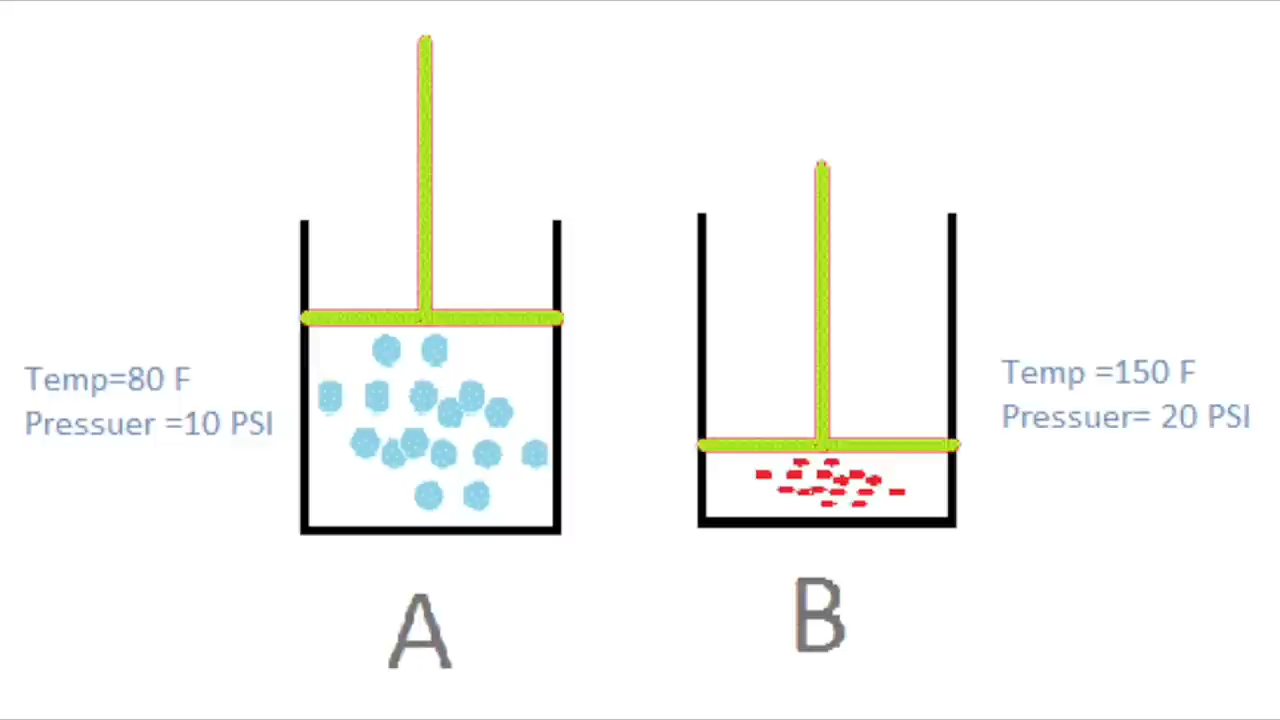 Temp=80 F
Pressuer =10 PSI
Temp =150 F
Pressuer= 20 PSI
A
B